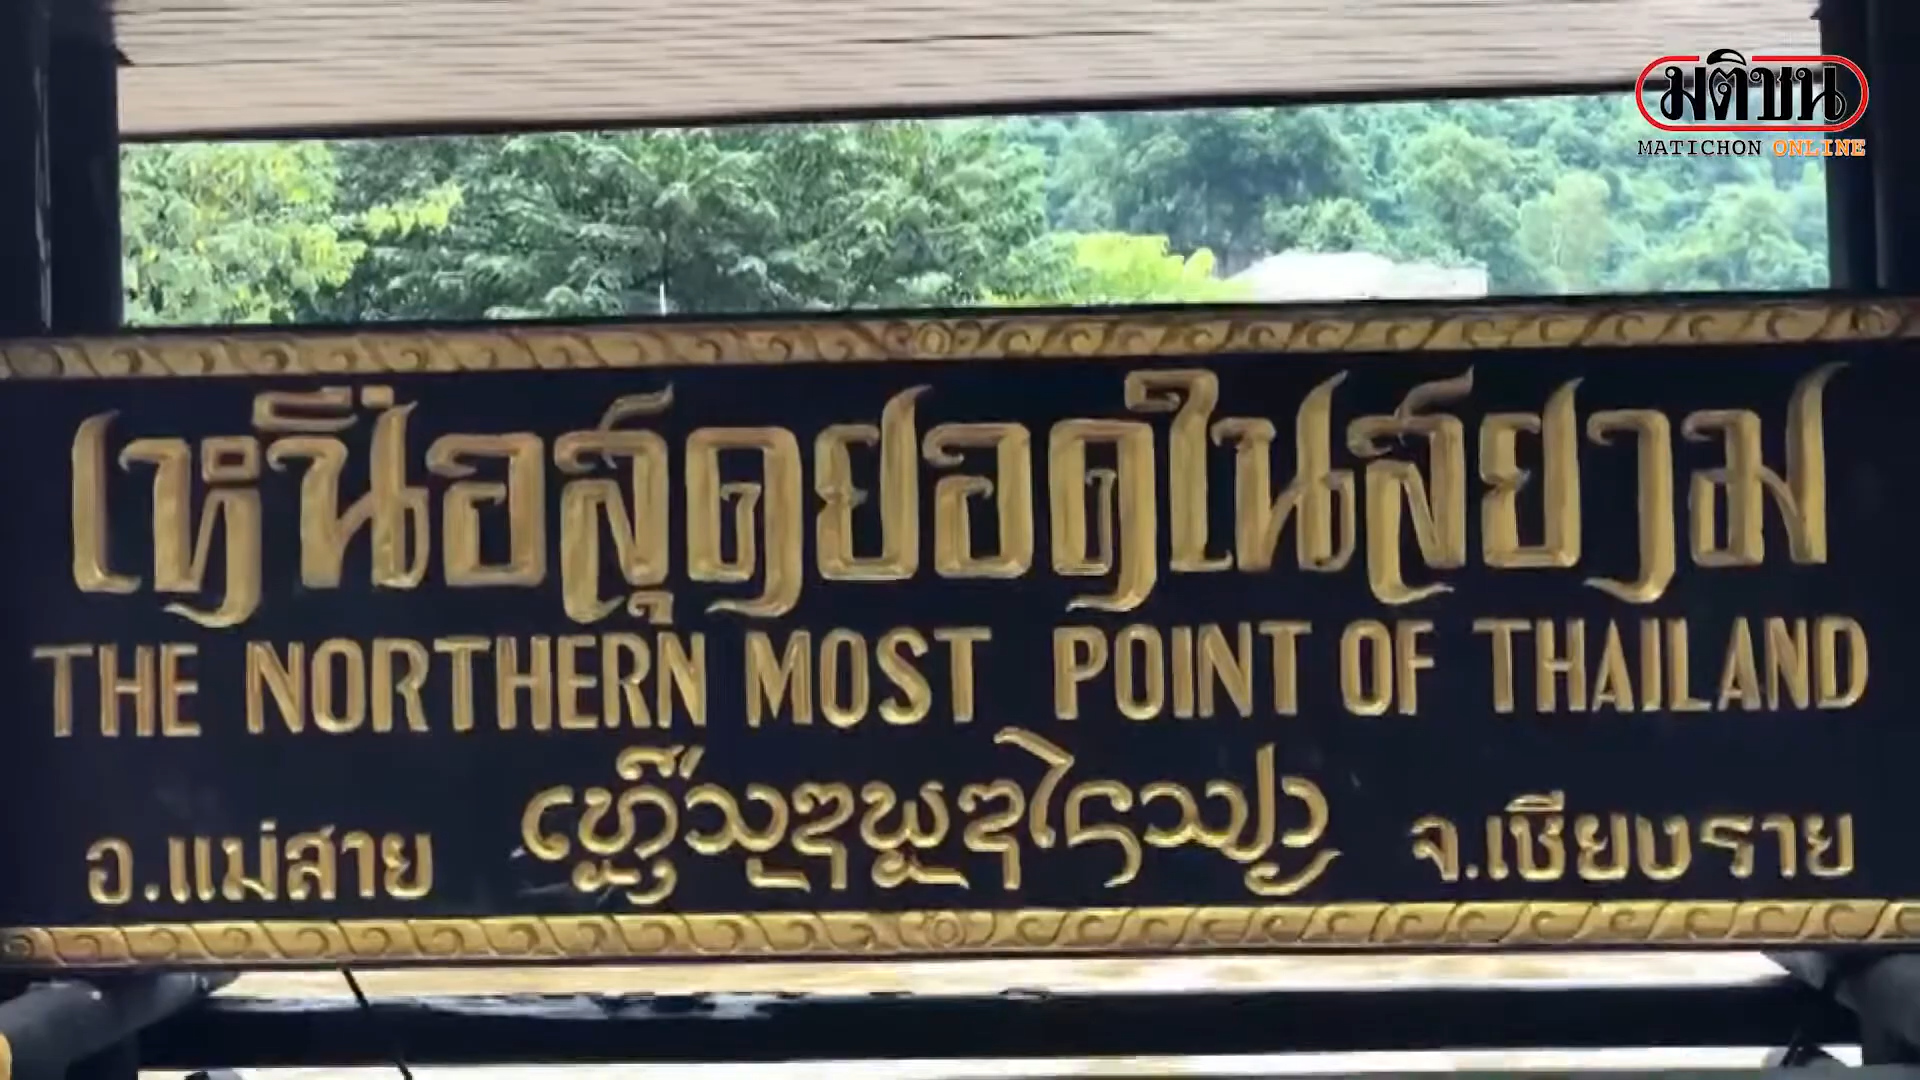 มติชน
MATICHON ONLINE
เหนือสุดยอดในสยาม
THE NORTHERN MOST POINT OF THAILAND
อ.แม่สาย
จ.เชียงราย